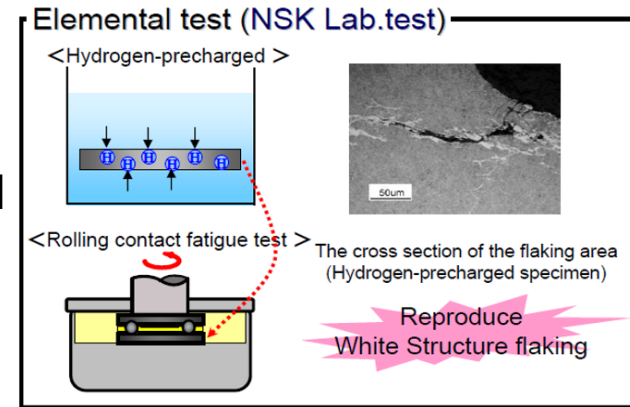 Elemental test (NSK Lab.test)
<Hydrogen-precharged >
H H H H H H
50um
<Rolling contact fatigue test >
The cross section of the flaking area
(Hydrogen-precharged specimen)
Reproduce
White Structure flaking